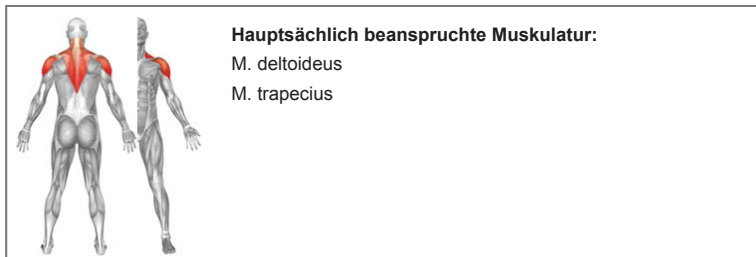 Hauptsächlich beanspruchte Muskulatur:
M. deltoideus
M. trapecius